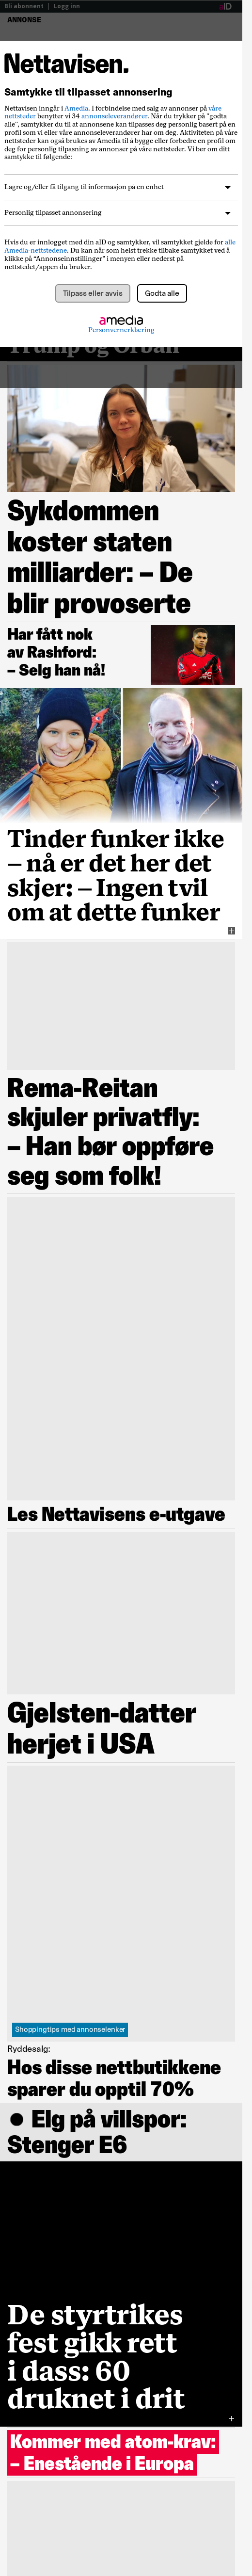 Bli abonnent | Logg inn
aID
ANNONSE
Nettavisen.
Samtykke til tilpasset annonsering
Nettavisen inngår i Amedia. I forbindelse med salg av annonser på våre
nettsteder benytter vi 34 annonseleverandører. Når du trykker på "godta
alle", samtykker du til at annonsene kan tilpasses deg personlig basert på en
profil vi eller våre annonseleverandører har om deg. Aktiviteten på våre
nettsteder kan også brukes av Amedia til å bygge eller forbedre en profil om
deg for personlig tilpasning av annonser på våre nettsteder. Vi ber om ditt
samtykke til følgende:
Lagre og/eller få tilgang til informasjon på en enhet
Personlig tilpasset annonsering
Hvis du er innlogget med din aID og samtykker, vil samtykket gjelde for alle
Amedia-nettstedene. Du kan når som helst trekke tilbake samtykket ved å
klikke på “Annonseinnstillinger” i menyen eller nederst på
nettstedet/appen du bruker.
Tilpass eller avvis
Godta alle
amedia
Personvernerklæring
Trump og Orban
Sykdommen
koster staten
milliarder: – De
blir provoserte
Har fått nok
av Rashford:
– Selg han nå!
Tinder funker ikke
– nå er det her det
skjer: – Ingen tvil
om at dette funker
Rema-Reitan
skjuler privatfly:
– Han bør oppføre
seg som folk!
Les Nettavisens e-utgave
Gjelsten-datter
herjet i USA
Shoppingtips med annonselenker
Ryddesalg:
Hos disse nettbutikkene
sparer du opptil 70%
● Elg på villspor:
Stenger E6
De styrtrikes
fest gikk rett
i dass: 60
druknet i drit
Kommer med atom-krav:
– Enestående i Europa